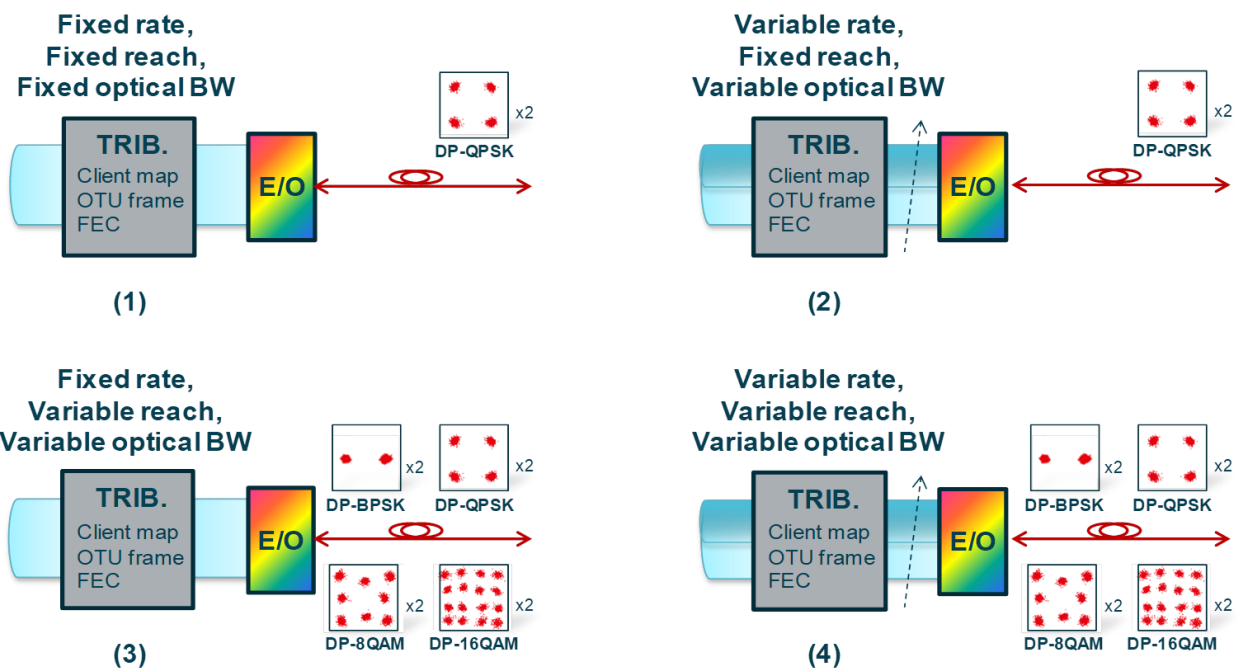 Fixed rate,
Fixed reach,
Fixed optical BW
TRIB.
Client map
OTU frame
FEC
E/O
x2
DP-QPSK
(1)
Variable rate,
Fixed reach,
Variable optical BW
TRIB.
Client map
OTU frame
FEC
E/O
x2
DP-QPSK
(2)
Fixed rate,
Variable reach,
Variable optical BW
TRIB.
Client map
OTU frame
FEC
E/O
x2
DP-BPSK
x2
DP-QPSK
x2
DP-8QAM
x2
DP-16QAM
(3)
Variable rate,
Variable reach,
Variable optical BW
TRIB.
Client map
OTU frame
FEC
E/O
x2
DP-BPSK
x2
DP-QPSK
x2
DP-8QAM
x2
DP-16QAM
(4)